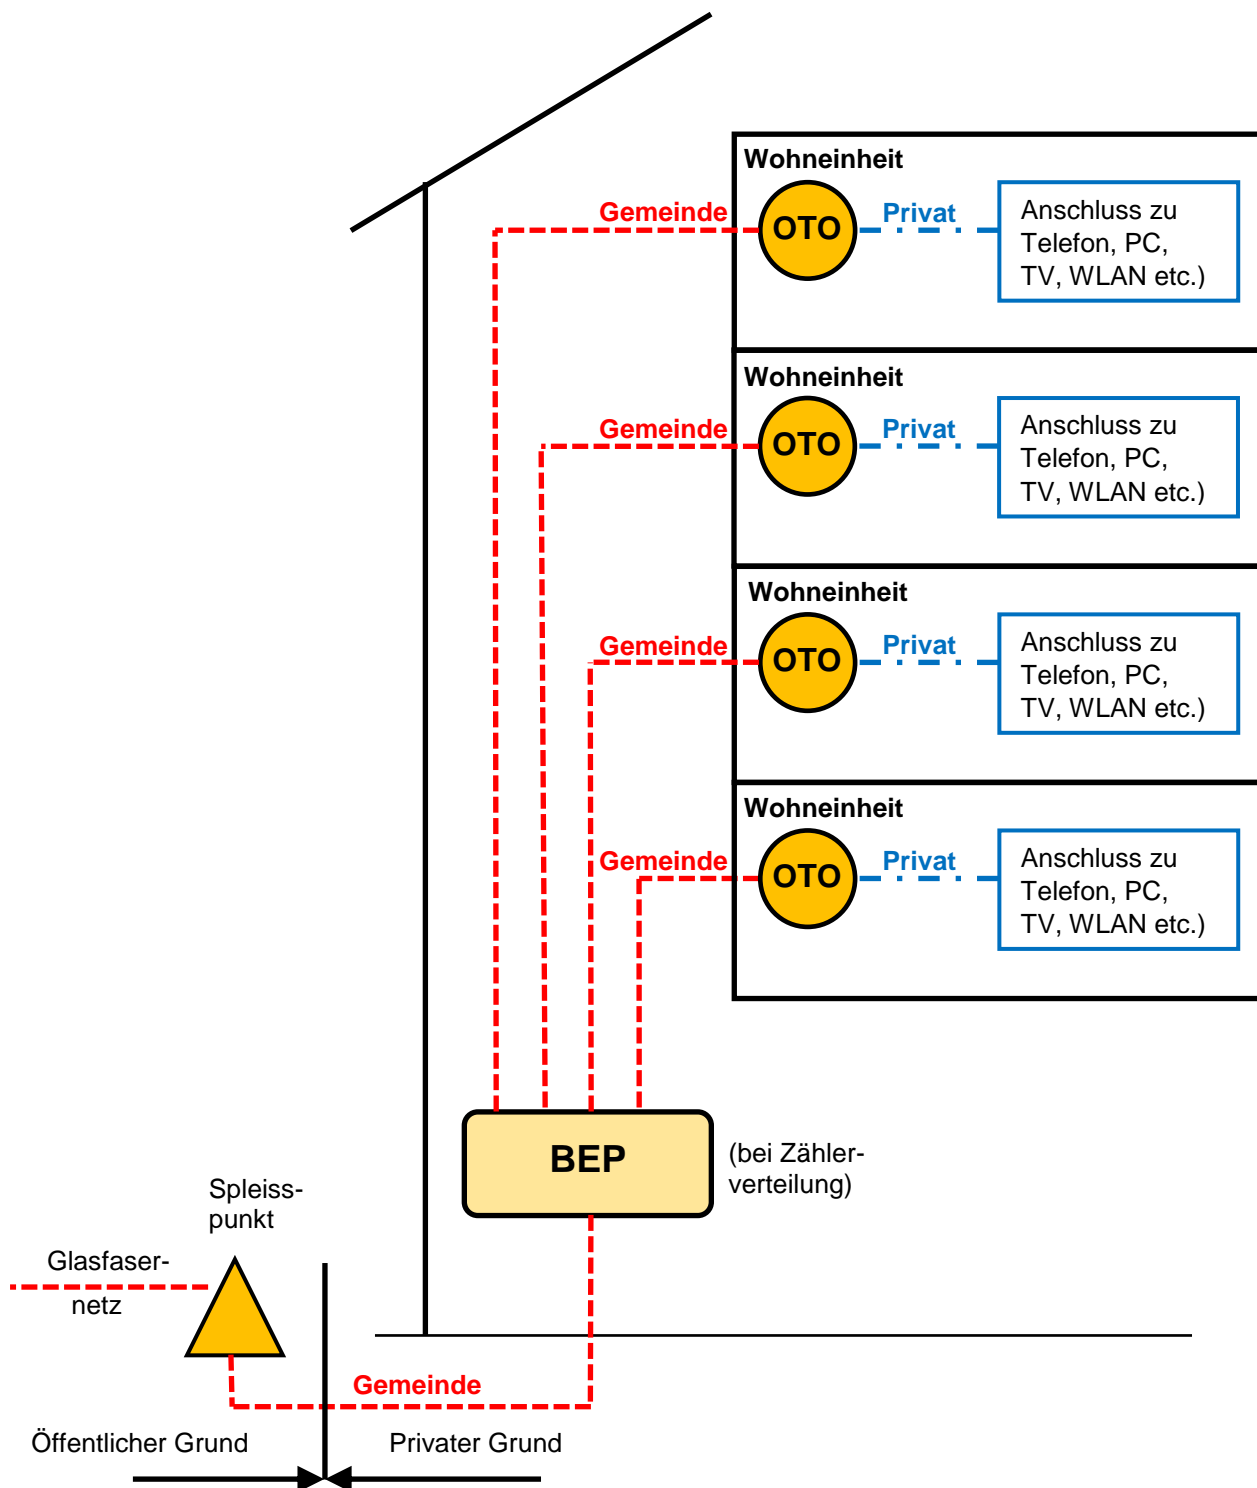 Wohneinheit
Gemeinde
OTO
Privat
Anschluss zu
Telefon, PC,
TV, WLAN etc.)
Wohneinheit
Gemeinde
OTO
Privat
Anschluss zu
Telefon, PC,
TV, WLAN etc.)
Wohneinheit
Gemeinde
OTO
Privat
Anschluss zu
Telefon, PC,
TV, WLAN etc.)
Wohneinheit
Gemeinde
OTO
Privat
Anschluss zu
Telefon, PC,
TV, WLAN etc.)
BEP
(bei Zähler-
verteilung)
Spleiss-
punkt
Glasfaser-
netz
Gemeinde
Öffentlicher Grund
Privater Grund